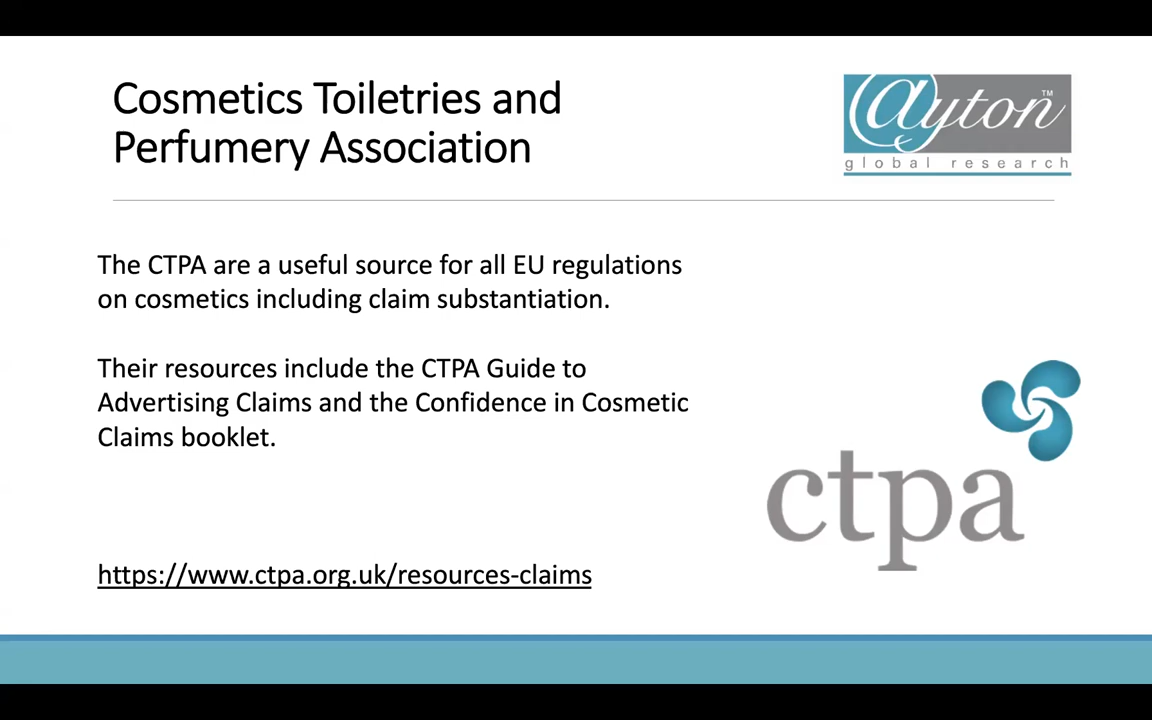 Cosmetics Toiletries and
Perfumery Association
@yton™
global research
The CTPA are a useful source for all EU regulations
on cosmetics including claim substantiation.
Their resources include the CTPA Guide to
Advertising Claims and the Confidence in Cosmetic
Claims booklet.
ctpa
https://www.ctpa.org.uk/resources-claims